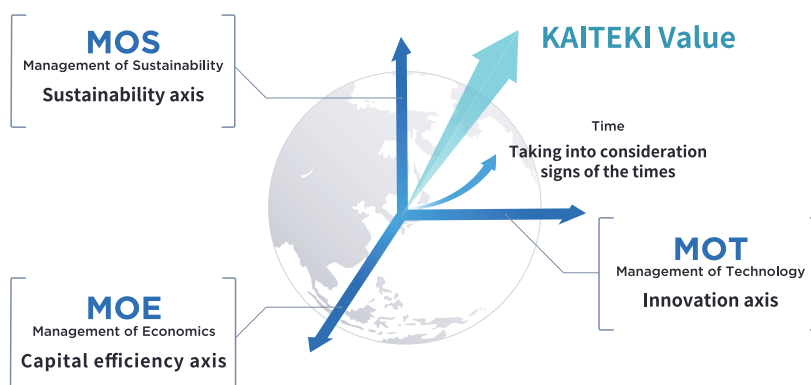 MOS
Management of Sustainability
Sustainability axis
KAITEKI Value
Time
Taking into consideration
signs of the times
MOT
Management of Technology
Innovation axis
MOE
Management of Economics
Capital efficiency axis